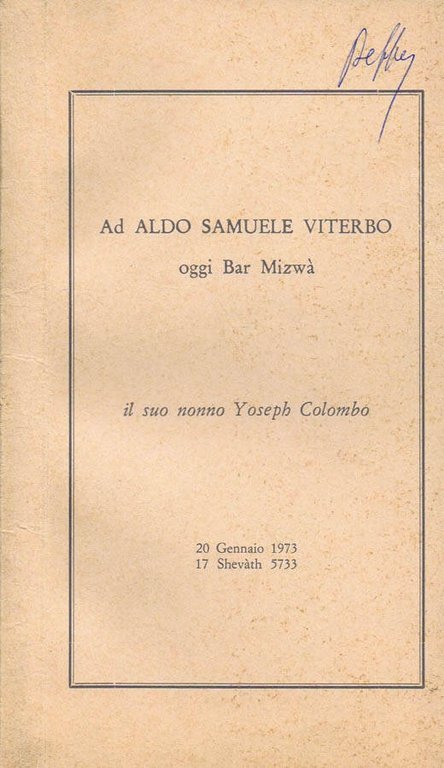 Ad ALDO SAMUELE VITERBO
oggi Bar Mizwà
il suo nonno Yoseph Colombo
20 Gennaio 1973
17 Shevàth 5733